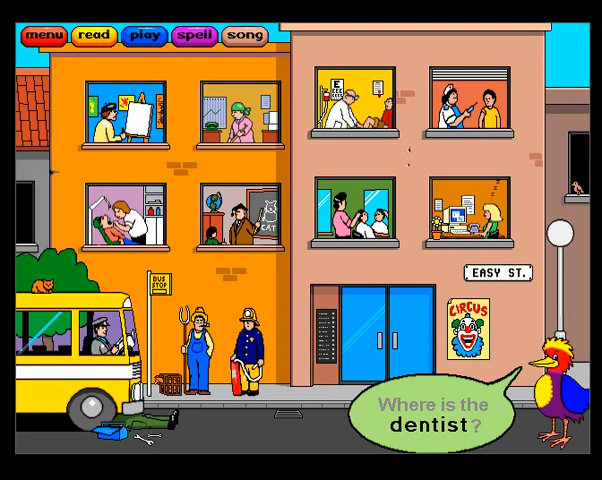 menu read play spell song
E
CAT
Z
Z
EASY ST.
BUS
STOP
CIRCUS
Where is the
dentist?